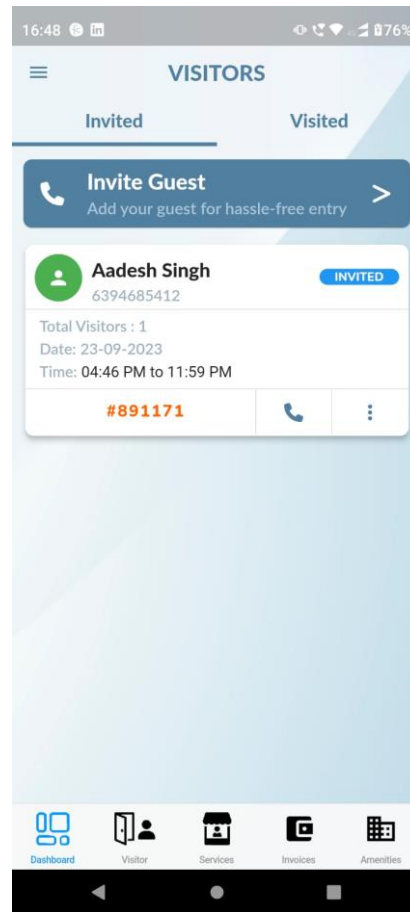 16:48 in 76%
VISITORS
Invited Visited
Invite Guest
Add your guest for hassle-free entry
>
Aadesh Singh INVITED
6394685412
Total Visitors : 1
Date: 23-09-2023
Time: 04:46 PM to 11:59 PM
#891171
Dashboard Visitor Services Invoices Amenities